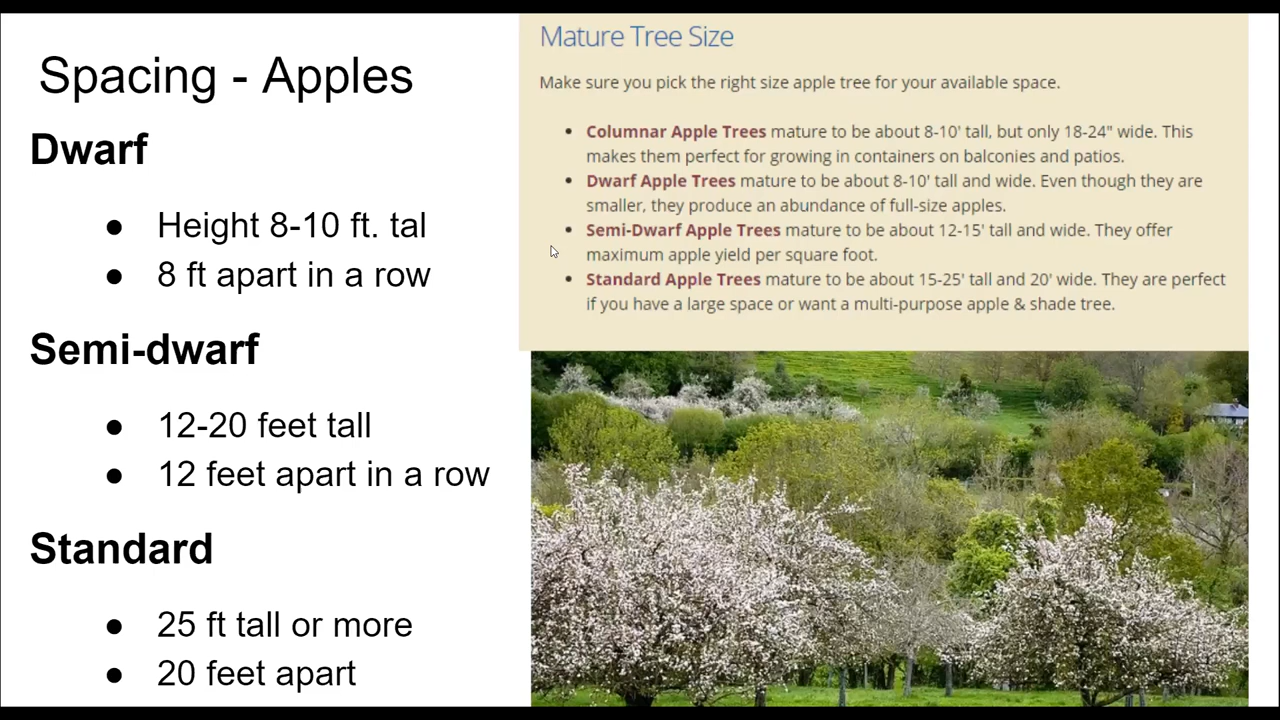 Spacing - Apples
Dwarf
● Height 8-10 ft. tal
● 8 ft apart in a row
Semi-dwarf
● 12-20 feet tall
● 12 feet apart in a row
Standard
● 25 ft tall or more
● 20 feet apart
Mature Tree Size
Make sure you pick the right size apple tree for your available space.
• Columnar Apple Trees mature to be about 8-10' tall, but only 18-24" wide. This
makes them perfect for growing in containers on balconies and patios.
• Dwarf Apple Trees mature to be about 8-10' tall and wide. Even though they are
smaller, they produce an abundance of full-size apples.
• Semi-Dwarf Apple Trees mature to be about 12-15' tall and wide. They offer
maximum apple yield per square foot.
• Standard Apple Trees mature to be about 15-25' tall and 20' wide. They are perfect
if you have a large space or want a multi-purpose apple & shade tree.